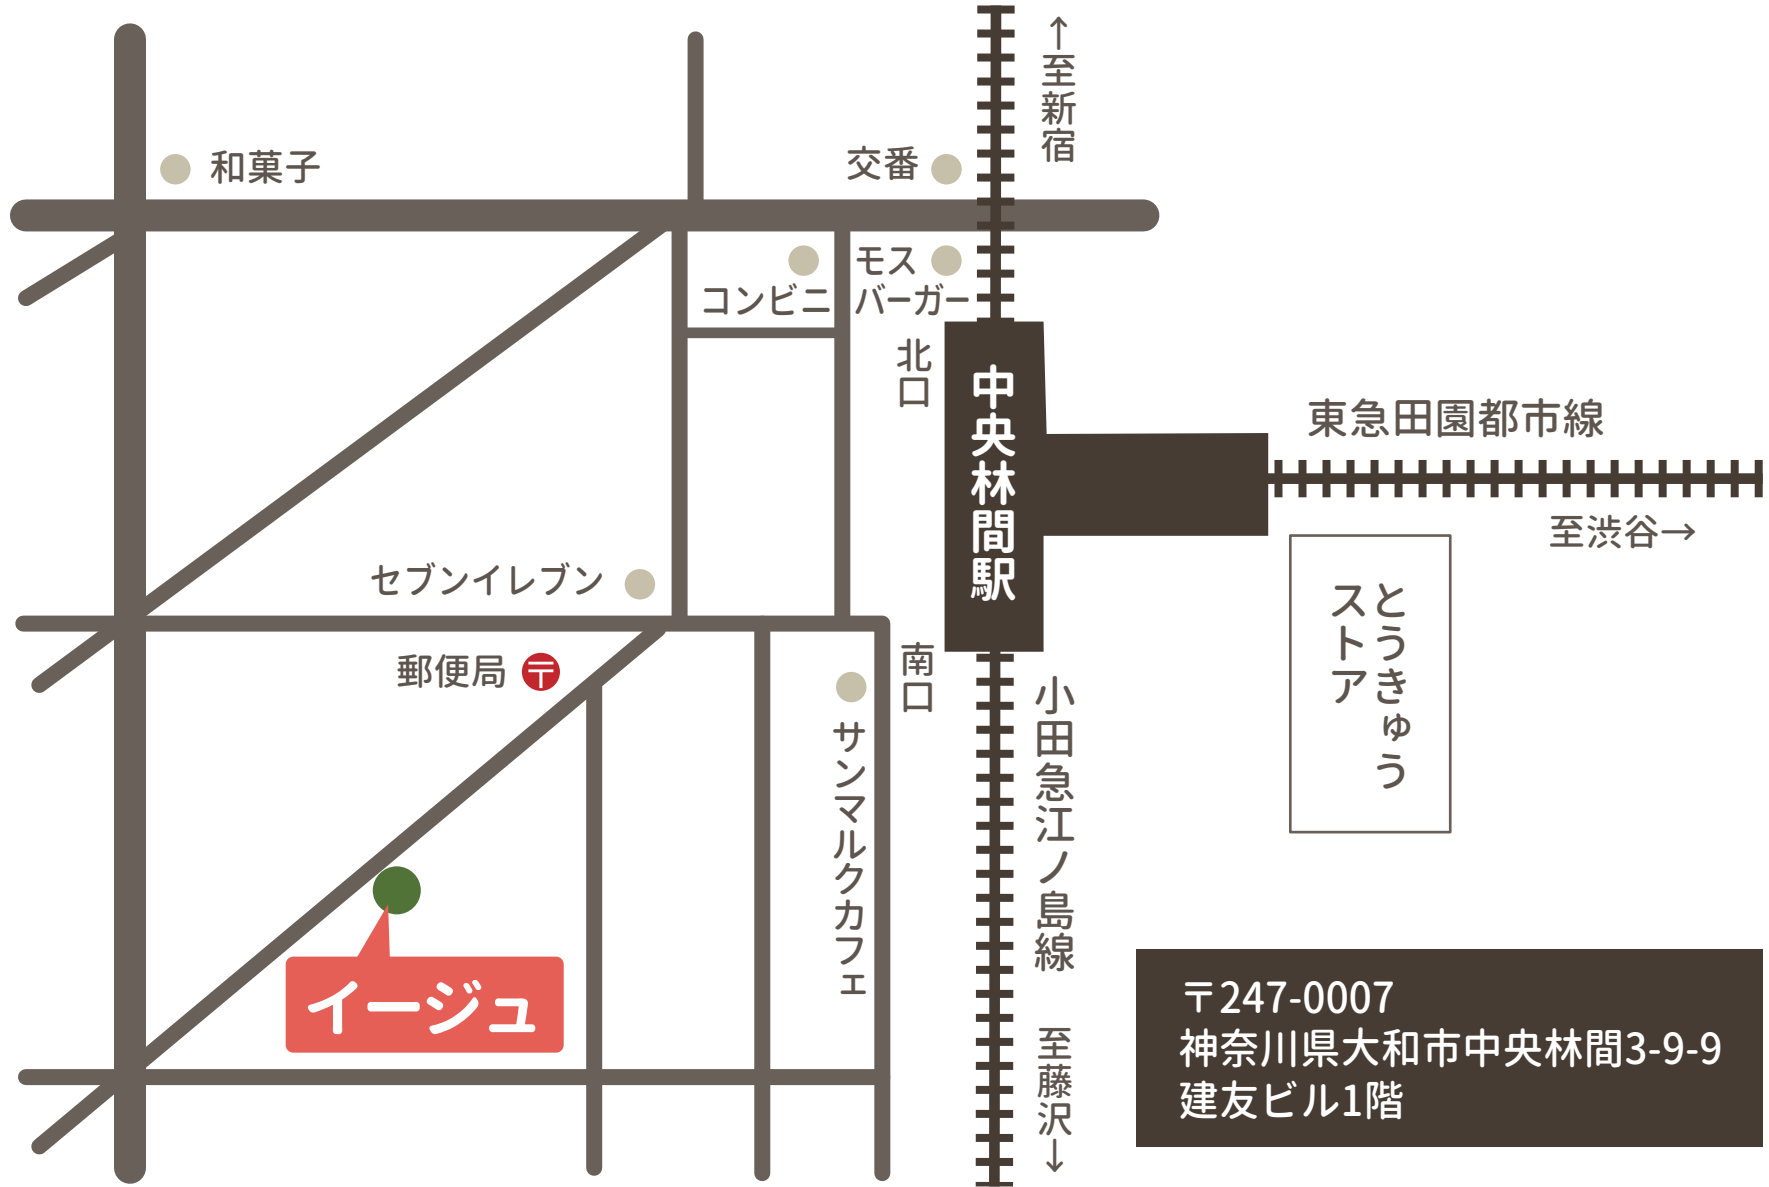 ←至新宿
和菓子
交番
モス
バーガー
コンビニ
北口
中央林間駅
東急田園都市線
至渋谷→
とうきゅう
ストア
セブンイレブン
郵便局
〒
南口
サンマルクカフェ
小田急江ノ島線
至藤沢→
イージュ
〒247-0007
神奈川県大和市中央林間3-9-9
建友ビル1階